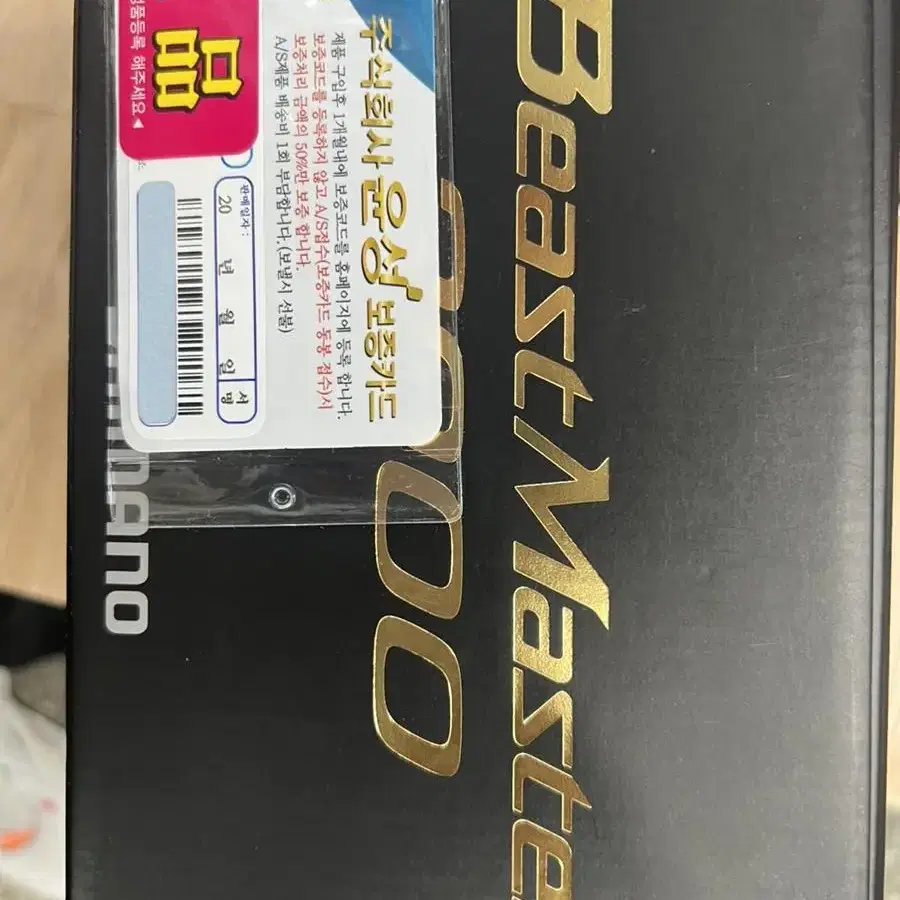 BeastMaste
000
주식회사 윤성 보증카드
제품 구입후 1개월내에 보증코드를 홈페이지에 등록 합니다.
보증코드를 등록하지 않고 A/S접수(보증카드 동봉 접수)시
보증처리 금액의 50%만 보증 합니다.
A/S제품 배송비 1회 부담합니다.(보낼시 선불)
판매일자:
20 년 월 일
서명
정품등록 해주세요◀